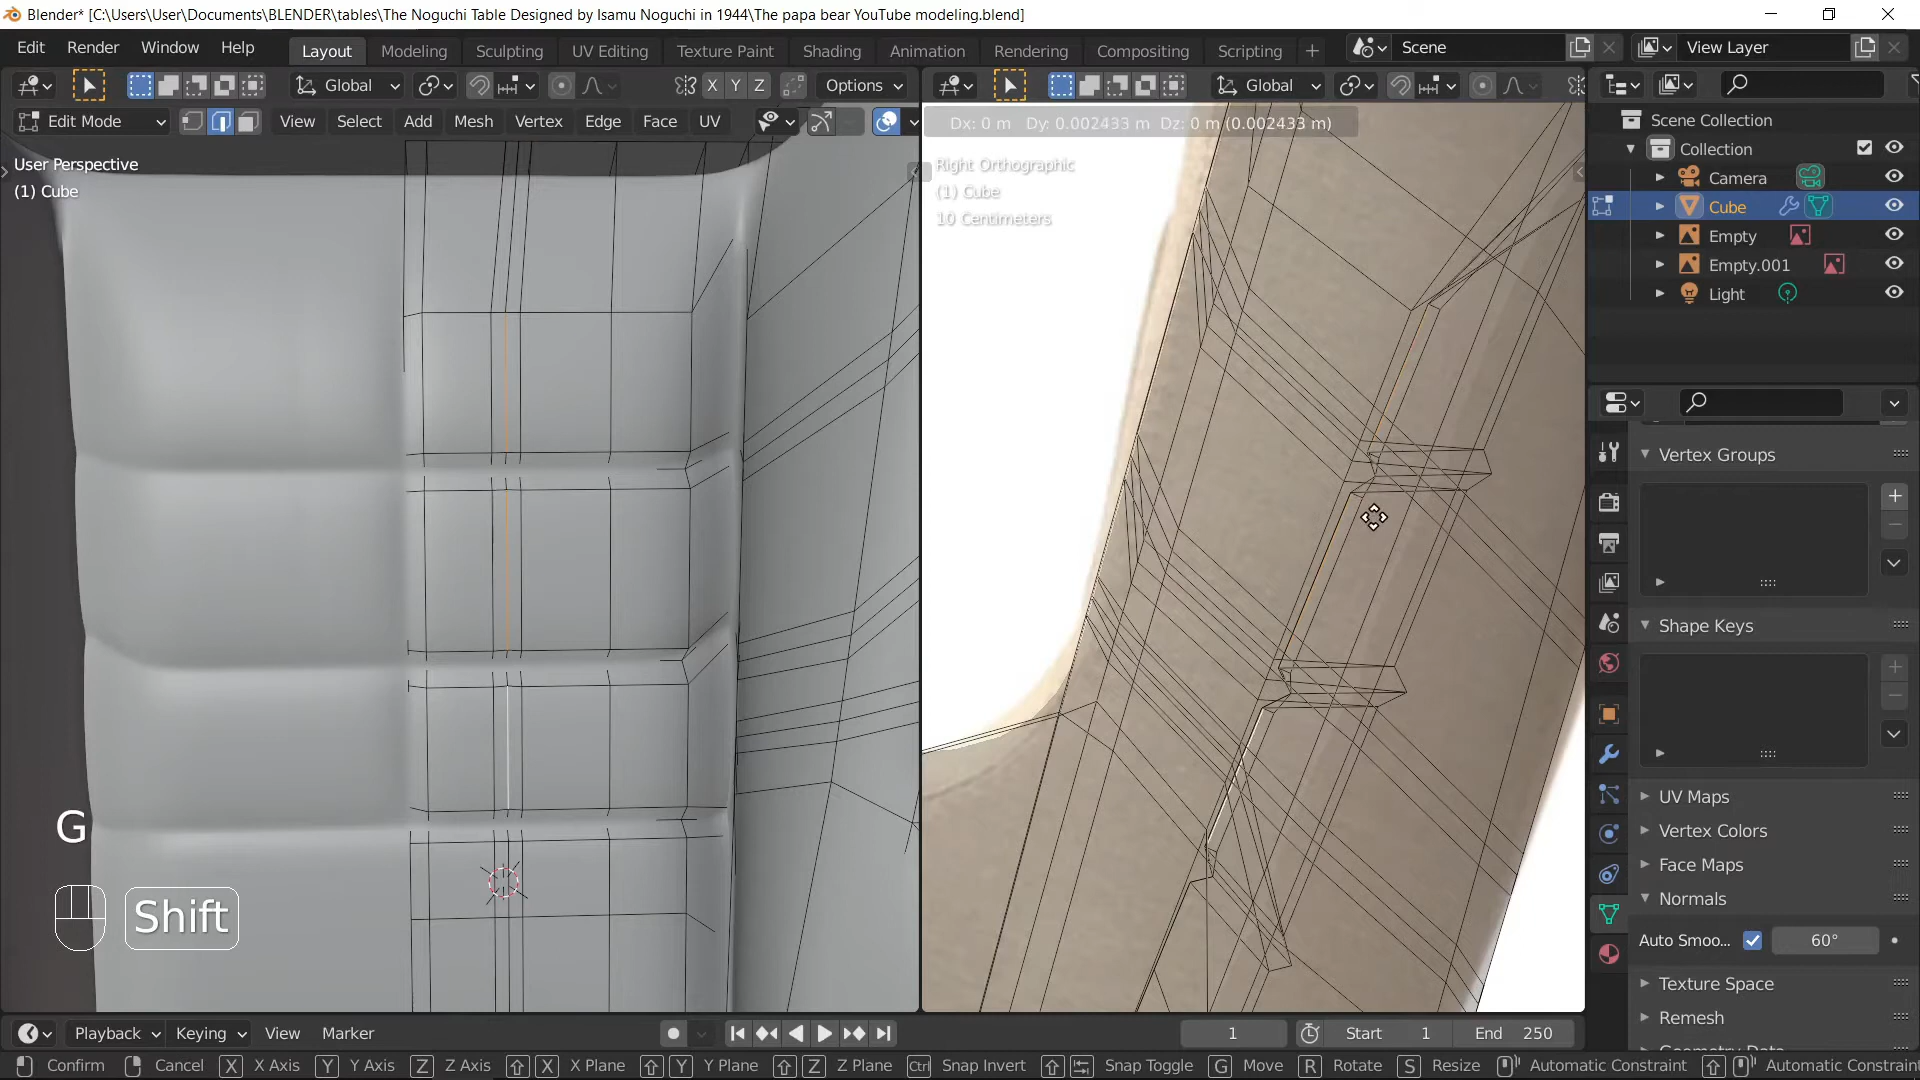 Blender* [C:\Users\User\Documents\BLENDER\tables\The Noguchi Table Designed by Isamu Noguchi in 1944\The papa bear YouTube modeling.blend]
Edit Render Window Help Layout Modeling Sculpting UV Editing Texture Paint Shading Animation Rendering Compositing Scripting + Scene View Layer
Global X Y Z Options Global
Edit Mode View Select Add Mesh Vertex Edge Face UV
Dx: 0 m Dy: 0.002433 m Dz: 0 m (0.002433 m)
User Perspective
(1) Cube
Right Orthographic
(1) Cube
10 Centimeters
Scene Collection
Collection
Camera
Cube
Empty
Empty.001
Light
Vertex Groups
Shape Keys
UV Maps
Vertex Colors
Face Maps
Normals
Auto Smoo... 60°
Texture Space
Remesh
G
Shift
Playback Keying View Marker 1 Start 1 End 250
Confirm Cancel X X Axis Y Y Axis Z Z Axis X X Plane Y Y Plane Z Z Plane Ctrl Snap Invert Snap Toggle G Move R Rotate S Resize Automatic Constraint Automatic Constrain